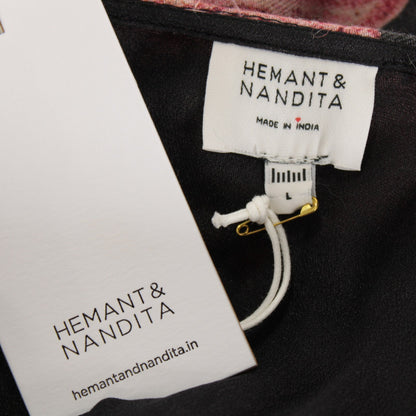 HEMANT &
NANDITA
MADE IN INDIA
L
HEMANT &
NANDITA
hemantandnandita.in